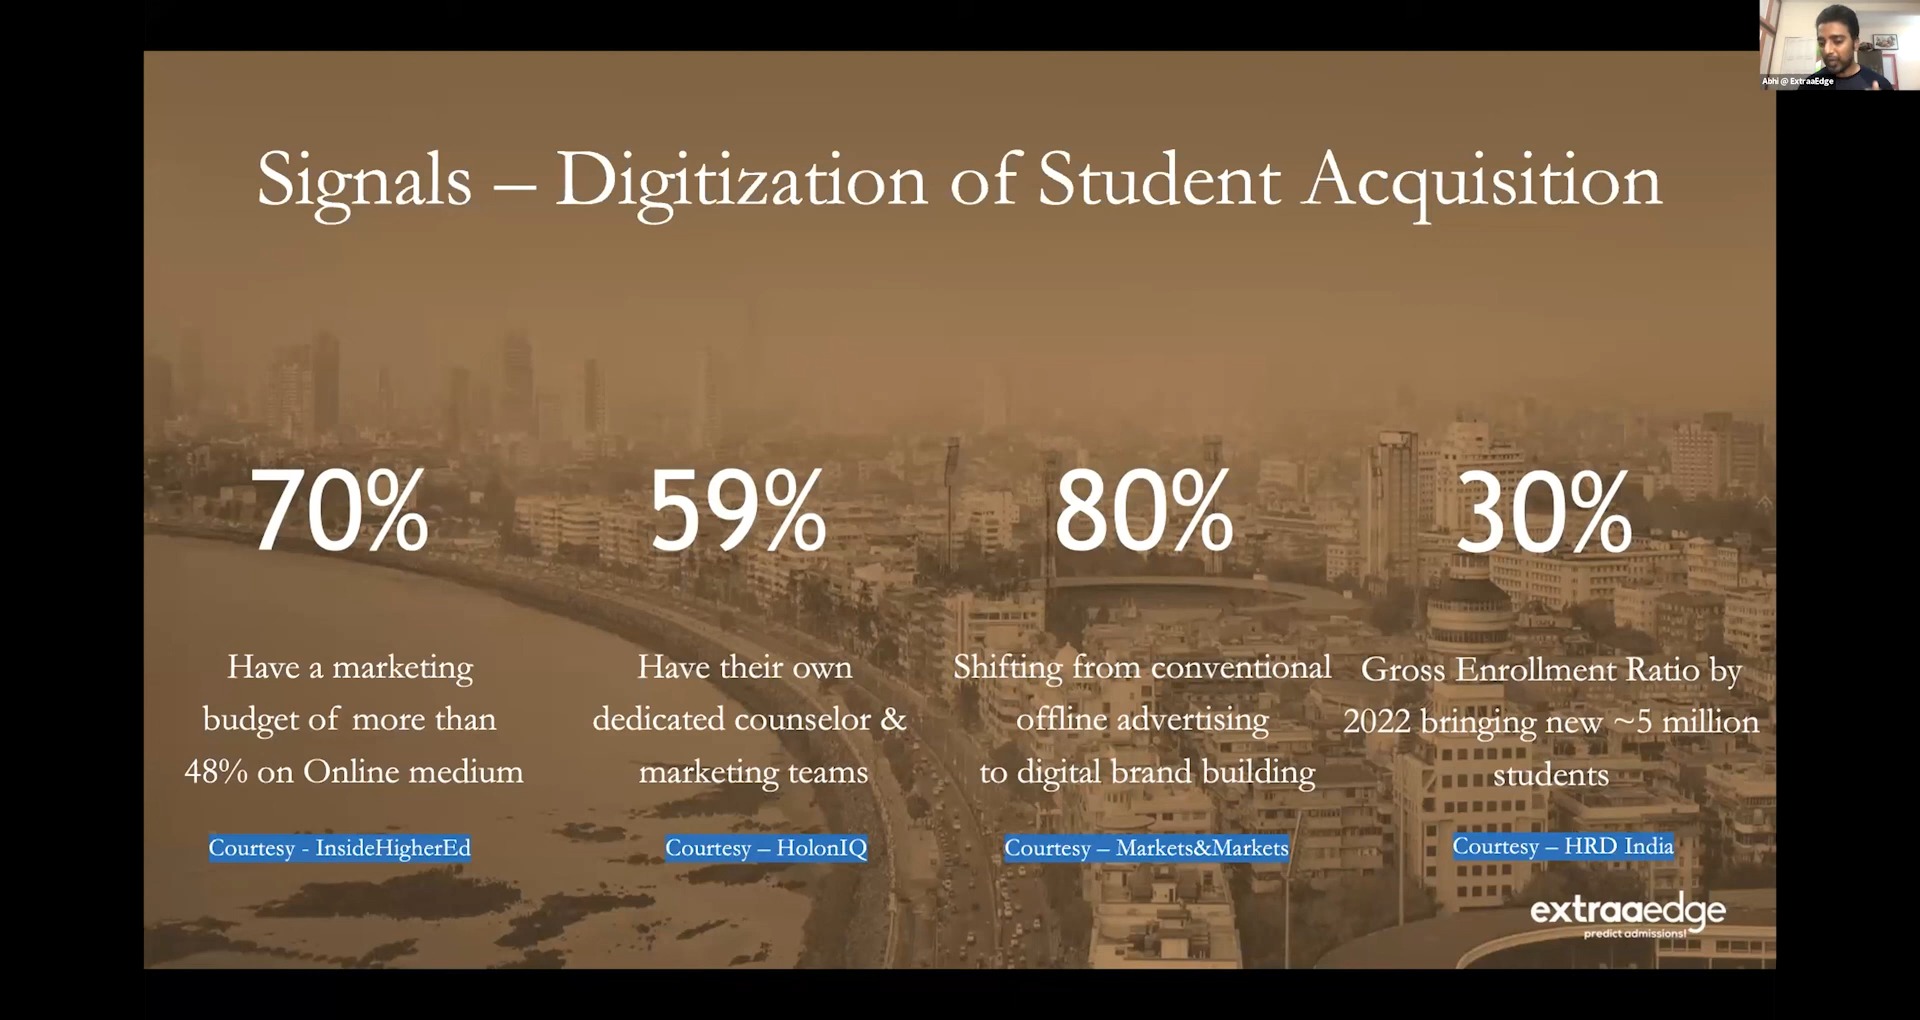 Abhi @ ExtraaEdge
Signals – Digitization of Student Acquisition
70%
Have a marketing
budget of more than
48% on Online medium
Courtesy - InsideHigherEd
59%
Have their own
dedicated counselor &
marketing teams
Courtesy – HolonIQ
80%
Shifting from conventional
offline advertising
to digital brand building
Courtesy – Markets&Markets
30%
Gross Enrollment Ratio by
2022 bringing new ~5 million
students
Courtesy – HRD India
extraaedge
predict admissions!